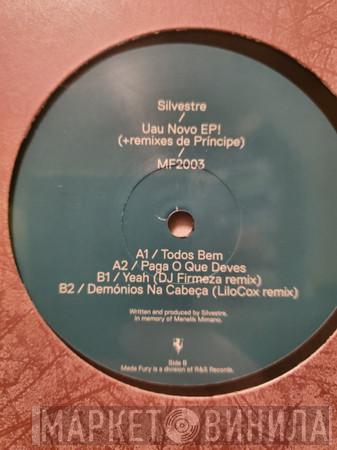 Silvestre
/
Uau Novo EP!
(+remixes de Príncipe)
/
MF2003
A1 / Todos Bem
A2 / Paga O Que Deves
B1 / Yeah (DJ Firmeza remix)
B2 / Demónios Na Cabeça (LiloCox remix)
Written and produced by Silvestre,
in memory of Menelik Mimano.
Side B
Meda Fury is a division of R&S Records.
МАРКЕТ ВИНИЛА